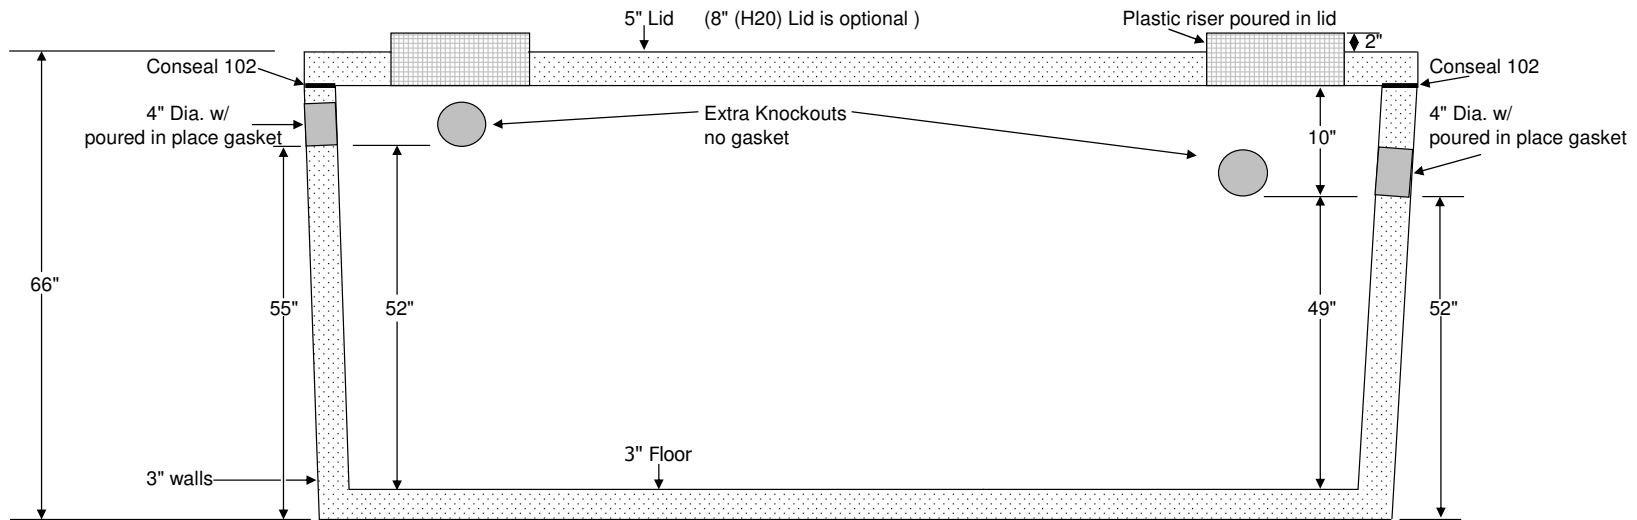 5" Lid (8" (H20) Lid is optional )
Plastic riser poured in lid
2"
Conseal 102
Conseal 102
4" Dia. w/
poured in place gasket
Extra Knockouts
no gasket
10"
4" Dia. w/
poured in place gasket
66"
55"
52"
49"
52"
3" Floor
3" walls